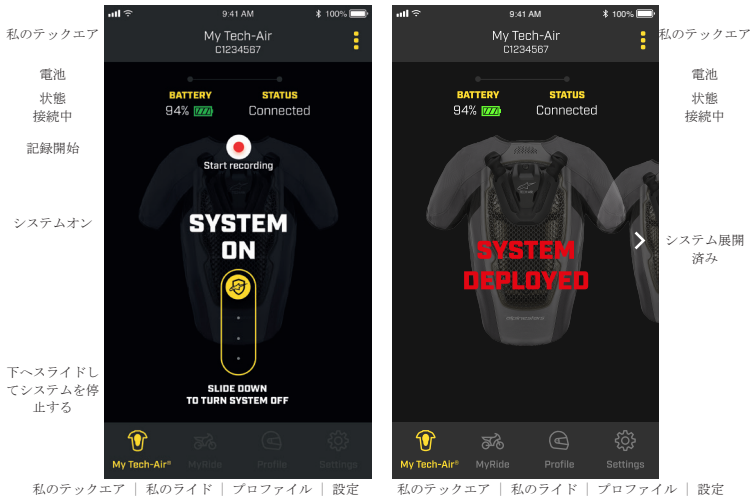 9:41 AM
100%
私のテックエア
My Tech-Air
C1234567
電池
状態
接続中
BATTERY
STATUS
94%
Connected
記録開始
Start recording
システムオン
SYSTEM
ON
下へスライドし
てシステムを停
止する
SLIDE DOWN
TO TURN SYSTEM OFF
My Tech-Air®
MyRide
Profile
Settings
私のテックエア | 私のライド | プロファイル | 設定
9:41 AM
100%
My Tech-Air
C1234567
私のテックエア
BATTERY
STATUS
94%
Connected
電池
状態
接続中
SYSTEM
DEPLOYED
システム展開
済み
My Tech-Air®
MyRide
Profile
Settings
私のテックエア | 私のライド | プロファイル | 設定